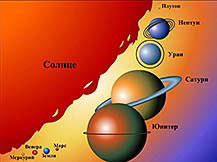 Плутон
Нептун
Уран
Солнце
Сатурн
Юпитер
Марс
Венера
Земля
Меркурий